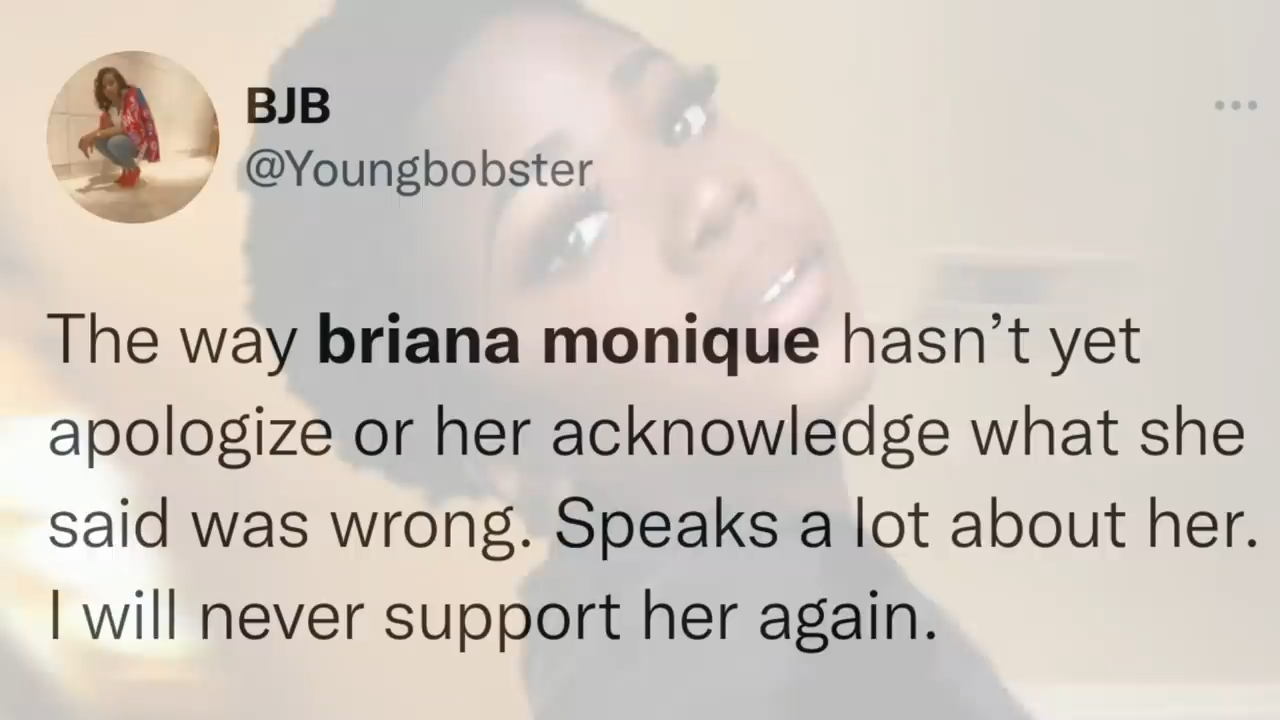 BJB
@Youngbobster
The way briana monique hasn’t yet
apologize or her acknowledge what she
said was wrong. Speaks a lot about her.
I will never support her again.